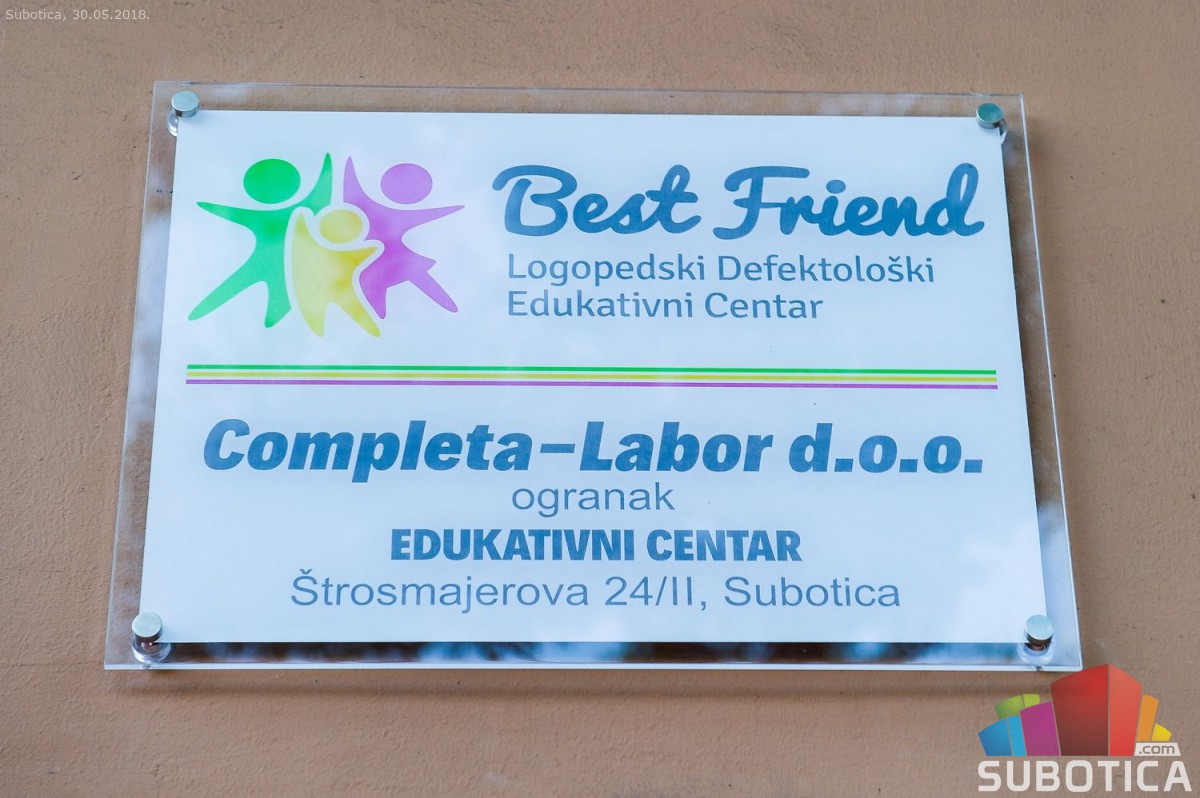 Subotica, 30.05.2018.
Best Friend
Logopedski Defektološki
Edukativni Centar
Completa-Labor d.o.o.
ogranak
EDUKATIVNI CENTAR
Štrosmajerova 24/II, Subotica
.com
SUBOTICA